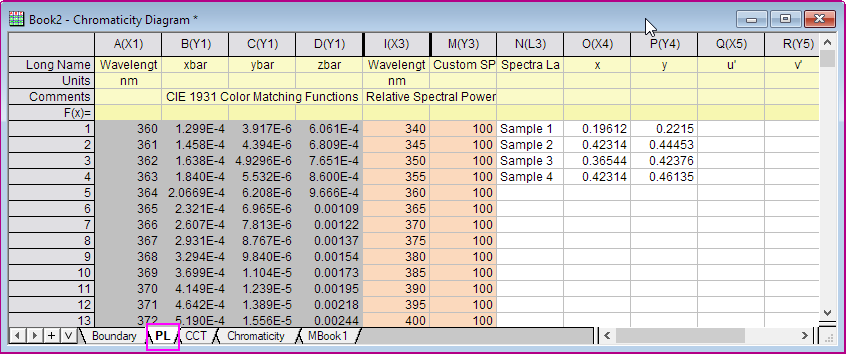 Book2 - Chromaticity Diagram *
A(X1) B(Y1) C(Y1) D(Y1) I(X3) M(Y3) N(L3) O(X4) P(Y4) Q(X5) R(Y5)
Long Name Wavelengt xbar ybar zbar Wavelengt Custom SP Spectra La x y u' v'
Units nm nm
Comments CIE 1931 Color Matching Functions Relative Spectral Power
F(x)=
1 360 1.299E-4 3.917E-6 6.061E-4 340 100 Sample 1 0.19612 0.2215
2 361 1.458E-4 4.394E-6 6.809E-4 345 100 Sample 2 0.42314 0.44453
3 362 1.638E-4 4.9296E-6 7.651E-4 350 100 Sample 3 0.36544 0.42376
4 363 1.840E-4 5.532E-6 8.600E-4 355 100 Sample 4 0.42314 0.46135
5 364 2.0669E-4 6.208E-6 9.666E-4 360 100
6 365 2.321E-4 6.965E-6 0.00109 365 100
7 366 2.607E-4 7.813E-6 0.00122 370 100
8 367 2.931E-4 8.767E-6 0.00137 375 100
9 368 3.294E-4 9.840E-6 0.00154 380 100
10 369 3.699E-4 1.104E-5 0.00173 385 100
11 370 4.149E-4 1.239E-5 0.00195 390 100
12 371 4.642E-4 1.389E-5 0.00218 395 100
13 372 5.190E-4 1.556E-5 0.00244 400 100
Boundary PL CCT Chromaticity MBook1